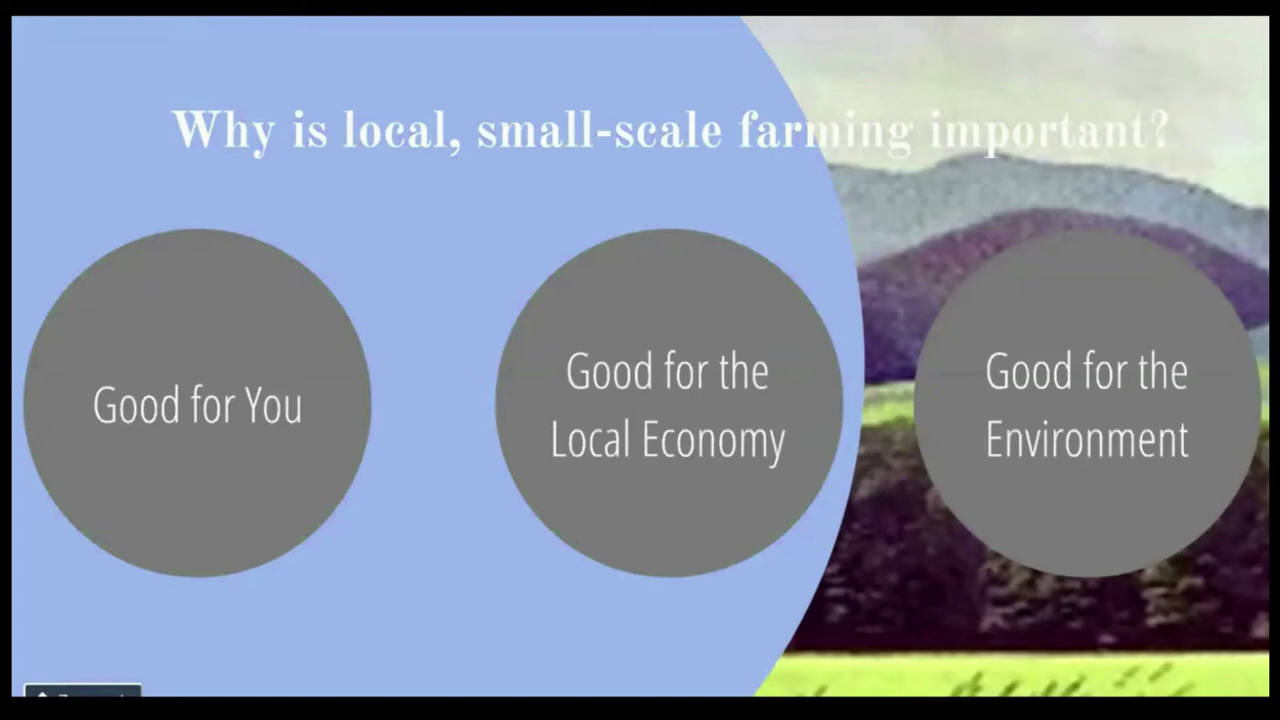 Why is local, small-scale farming important?
Good for You
Good for the
Local Economy
Good for the
Environment